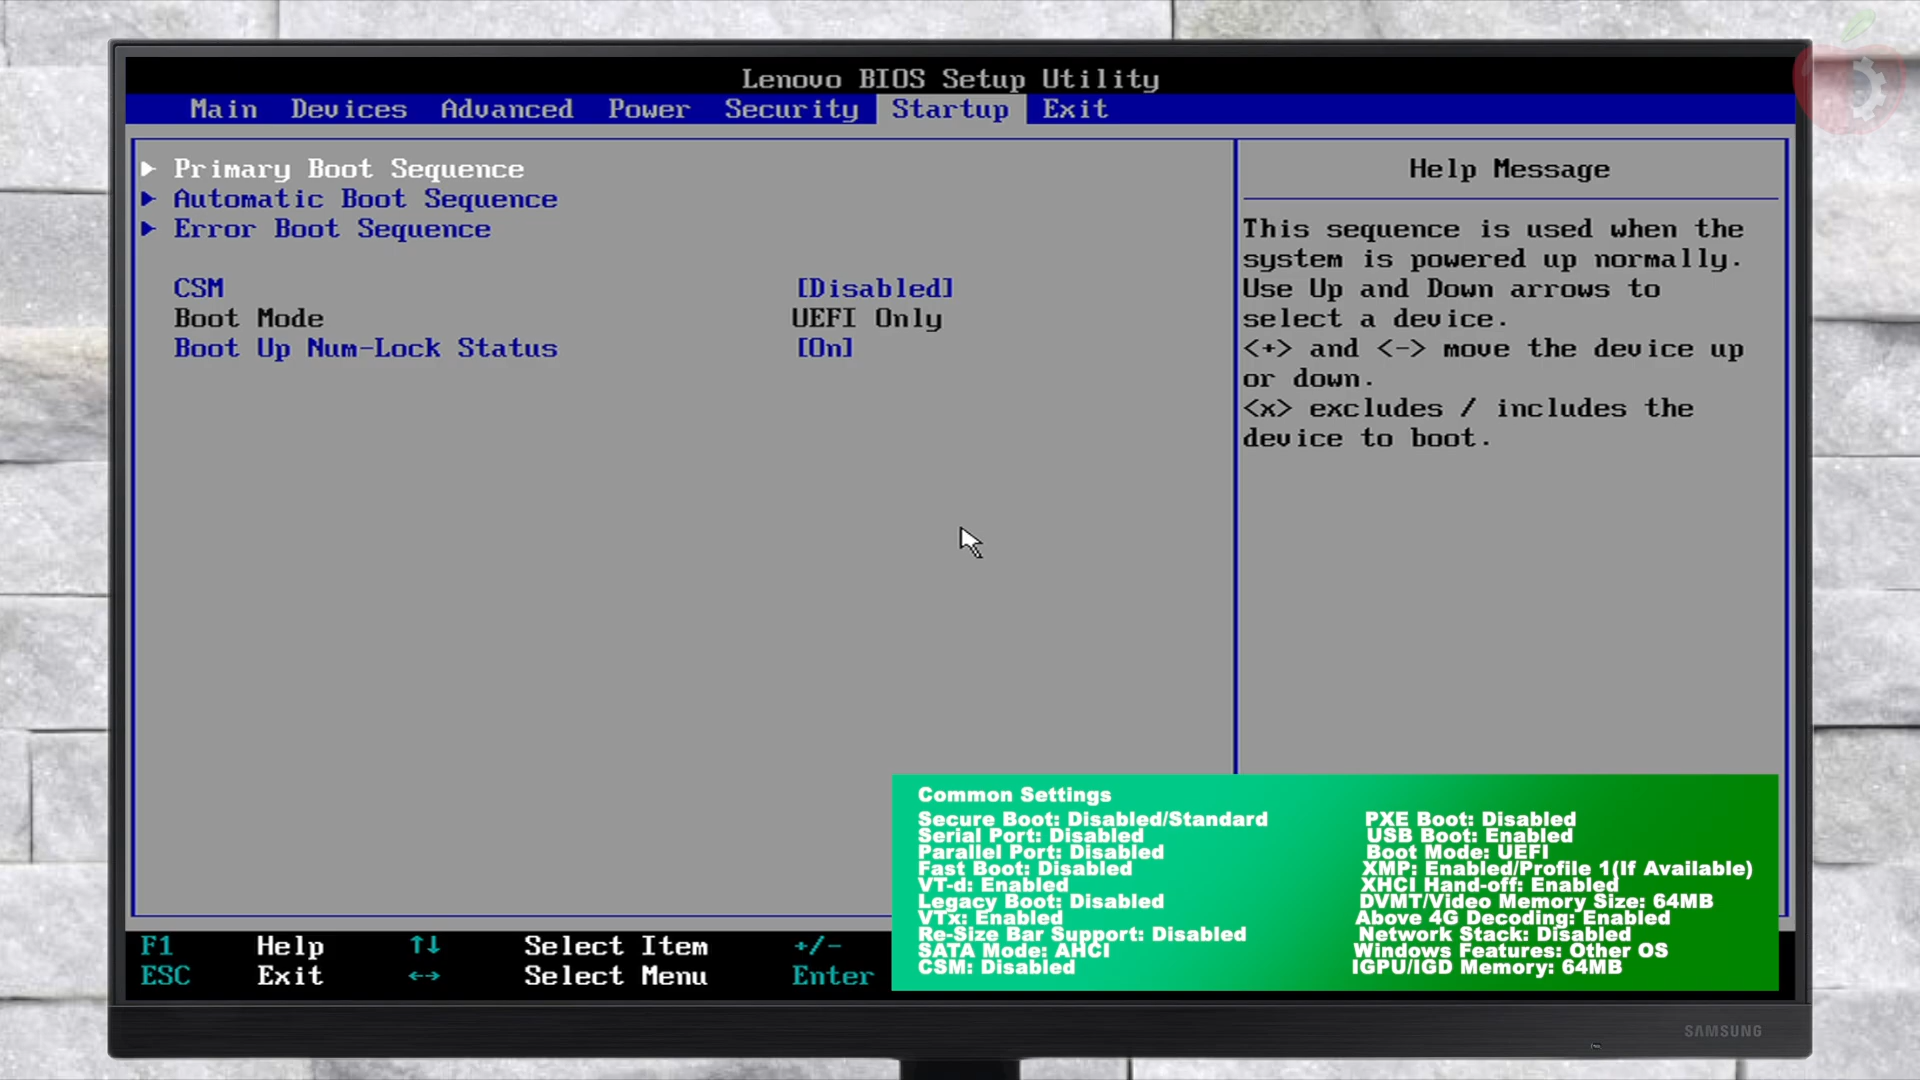 Lenovo BIOS Setup Utility
Main Devices Advanced Power Security Startup Exit
Primary Boot Sequence
Automatic Boot Sequence
Error Boot Sequence
CSM [Disabled]
Boot Mode UEFI Only
Boot Up Num-Lock Status [On]
Help Message
This sequence is used when the
system is powered up normally.
Use Up and Down arrows to
select a device.
<+> and <-> move the device up
or down.
<x> excludes / includes the
device to boot.
F1 Help ↑↓ Select Item +/-
ESC Exit ←→ Select Menu Enter
Common Settings
Secure Boot: Disabled/Standard
Serial Port: Disabled
Parallel Port: Disabled
Fast Boot: Disabled
VT-d: Enabled
Legacy Boot: Disabled
VTx: Enabled
Re-Size Bar Support: Disabled
SATA Mode: AHCI
CSM: Disabled
PXE Boot: Disabled
USB Boot: Enabled
Boot Mode: UEFI
XMP: Enabled/Profile 1(If Available)
XHCI Hand-off: Enabled
DVMT/Video Memory Size: 64MB
Above 4G Decoding: Enabled
Network Stack: Disabled
Windows Features: Other OS
IGPU/IGD Memory: 64MB
SAMSUNG